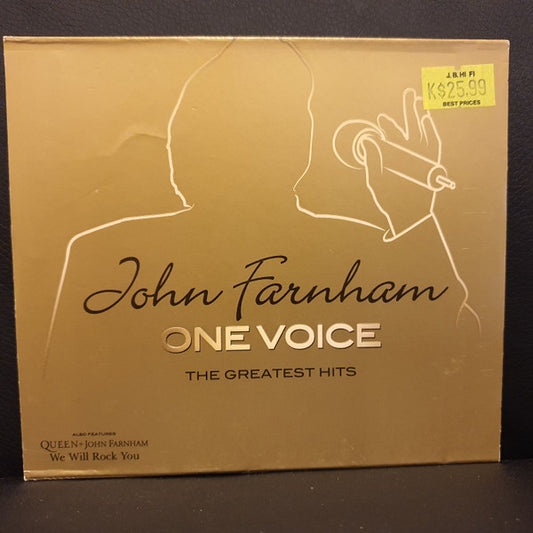 J.B. HI FI
K$25.99
BEST PRICES
John Farnham
ONE VOICE
THE GREATEST HITS
ALSO FEATURES
QUEEN + JOHN FARNHAM
We Will Rock You